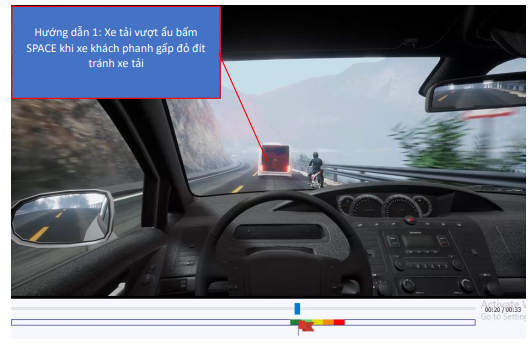 Hướng dẫn 1: Xe tải vượt ẩu bấm
SPACE khi xe khách phanh gấp đỏ đít
tránh xe tải
Activate
00:20 / 00:33
Go to Setting